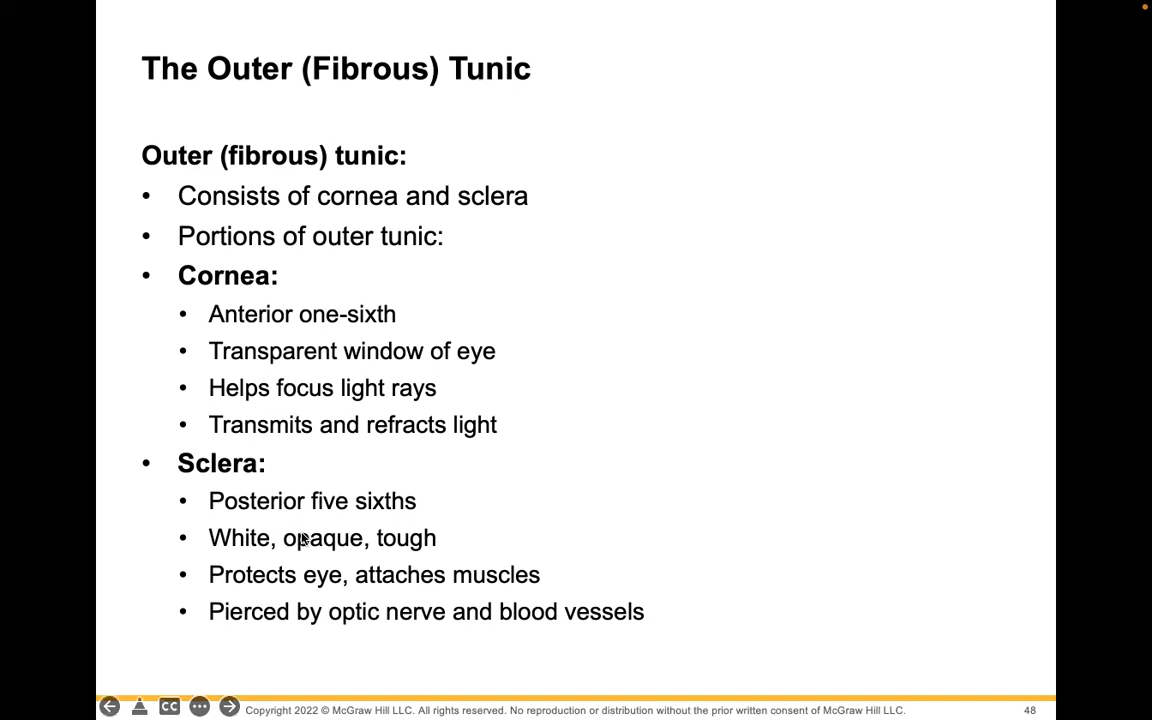 The Outer (Fibrous) Tunic
Outer (fibrous) tunic:
• Consists of cornea and sclera
• Portions of outer tunic:
• Cornea:
• Anterior one-sixth
• Transparent window of eye
• Helps focus light rays
• Transmits and refracts light
• Sclera:
• Posterior five sixths
• White, opaque, tough
• Protects eye, attaches muscles
• Pierced by optic nerve and blood vessels
CC Copyright 2022 © McGraw Hill LLC. All rights reserved. No reproduction or distribution without the prior written consent of McGraw Hill LLC. 48